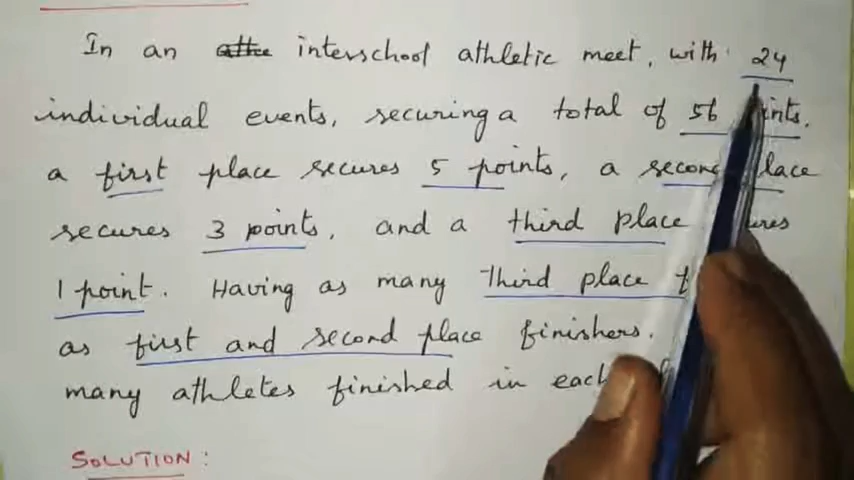 In an interschool athletic meet, with 24
individual events, securing a total of 56
a first place secures 5 points, a second place
secures 3 points, and a third place
1 point. Having as many third place
as first and second place finishers.
many athletes finished in each
SOLUTION :